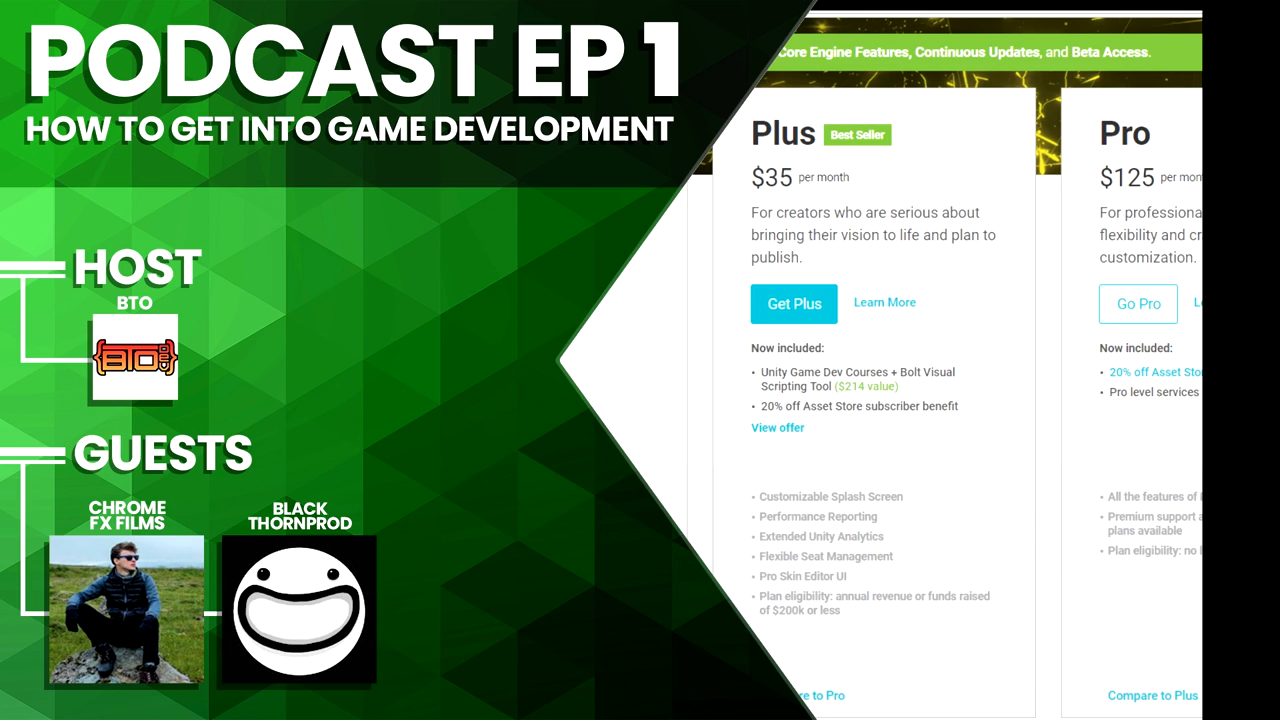 PODCAST EP 1
HOW TO GET INTO GAME DEVELOPMENT
HOST
BTO
BTO
GUESTS
CHROME
FX FILMS
BLACK
THORNPROD
Core Engine Features, Continuous Updates, and Beta Access.
Plus Best Seller
$35 per month
For creators who are serious about
bringing their vision to life and plan to
publish.
Get Plus Learn More
Now included:
• Unity Game Dev Courses + Bolt Visual
Scripting Tool ($214 value)
• 20% off Asset Store subscriber benefit
View offer
• Customizable Splash Screen
• Performance Reporting
• Extended Unity Analytics
• Flexible Seat Management
• Pro Skin Editor UI
• Plan eligibility: annual revenue or funds raised
of $200k or less
re to Pro
Pro
$125 per mon
For professiona
flexibility and cr
customization.
Go Pro
Now included:
• 20% off Asset Sto
• Pro level services
• All the features of
• Premium support a
plans available
• Plan eligibility: no l
Compare to Plus